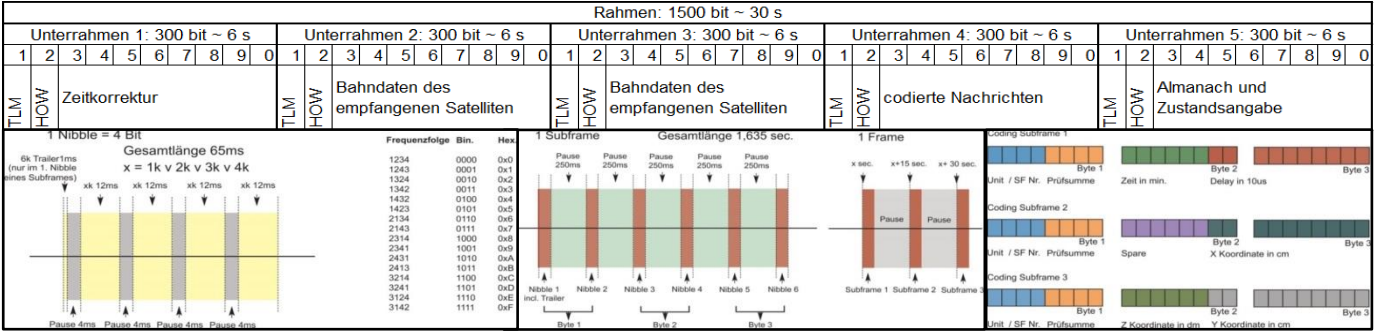 Rahmen: 1500 bit ~ 30 s
Unterrahmen 1: 300 bit ~ 6 s
Unterrahmen 2: 300 bit ~ 6 s
Unterrahmen 3: 300 bit ~ 6 s
Unterrahmen 4: 300 bit ~ 6 s
Unterrahmen 5: 300 bit ~ 6 s
1 2 3 4 5 6 7 8 9 0
1 2 3 4 5 6 7 8 9 0
1 2 3 4 5 6 7 8 9 0
1 2 3 4 5 6 7 8 9 0
1 2 3 4 5 6 7 8 9 0
TLM
HOW
Zeitkorrektur
TLM
HOW
Bahndaten des
empfangenen Satelliten
TLM
HOW
Bahndaten des
empfangenen Satelliten
TLM
HOW
codierte Nachrichten
TLM
HOW
Almanach und
Zustandsangabe
1 Nibble = 4 Bit
Gesamtlänge 65ms
x = 1k v 2k v 3k v 4k
6k Trailer1ms
(nur im 1. Nibble
eines Subframes)
xk 12ms xk 12ms xk 12ms xk 12ms
Pause 4ms Pause 4ms Pause 4ms Pause 4ms
Frequenzfolge Bin. Hex
1234 0000 0x0
1243 0001 0x1
1324 0010 0x2
1342 0011 0x3
1432 0100 0x4
1423 0101 0x5
2134 0110 0x6
2143 0111 0x7
2314 1000 0x8
2341 1001 0x9
2431 1010 0xA
2413 1011 0xB
3214 1100 0xC
3241 1101 0xD
3124 1110 0xE
3142 1111 0xF
1 Subframe Gesamtlänge 1,635 sec.
Pause Pause Pause Pause Pause
250ms 250ms 250ms 250ms 250ms
Nibble 1 Nibble 2 Nibble 3 Nibble 4 Nibble 5 Nibble 6
incl. Trailer
Byte 1 Byte 2 Byte 3
1 Frame
x sec. x+15 sec. x+ 30 sec.
Pause Pause
Subframe 1 Subframe 2 Subframe 3
Coding Subframe 1
Byte 1 Byte 2 Byte 3
Unit / SF Nr. Prüfsumme Zeit in min. Delay in 10us
Coding Subframe 2
Byte 1 Byte 2 Byte 3
Unit / SF Nr. Prüfsumme Spare X Koordinate in cm
Coding Subframe 3
Byte 1 Byte 2 Byte 3
Unit / SF Nr. Prüfsumme Z Koordinate in dm Y Koordinate in cm